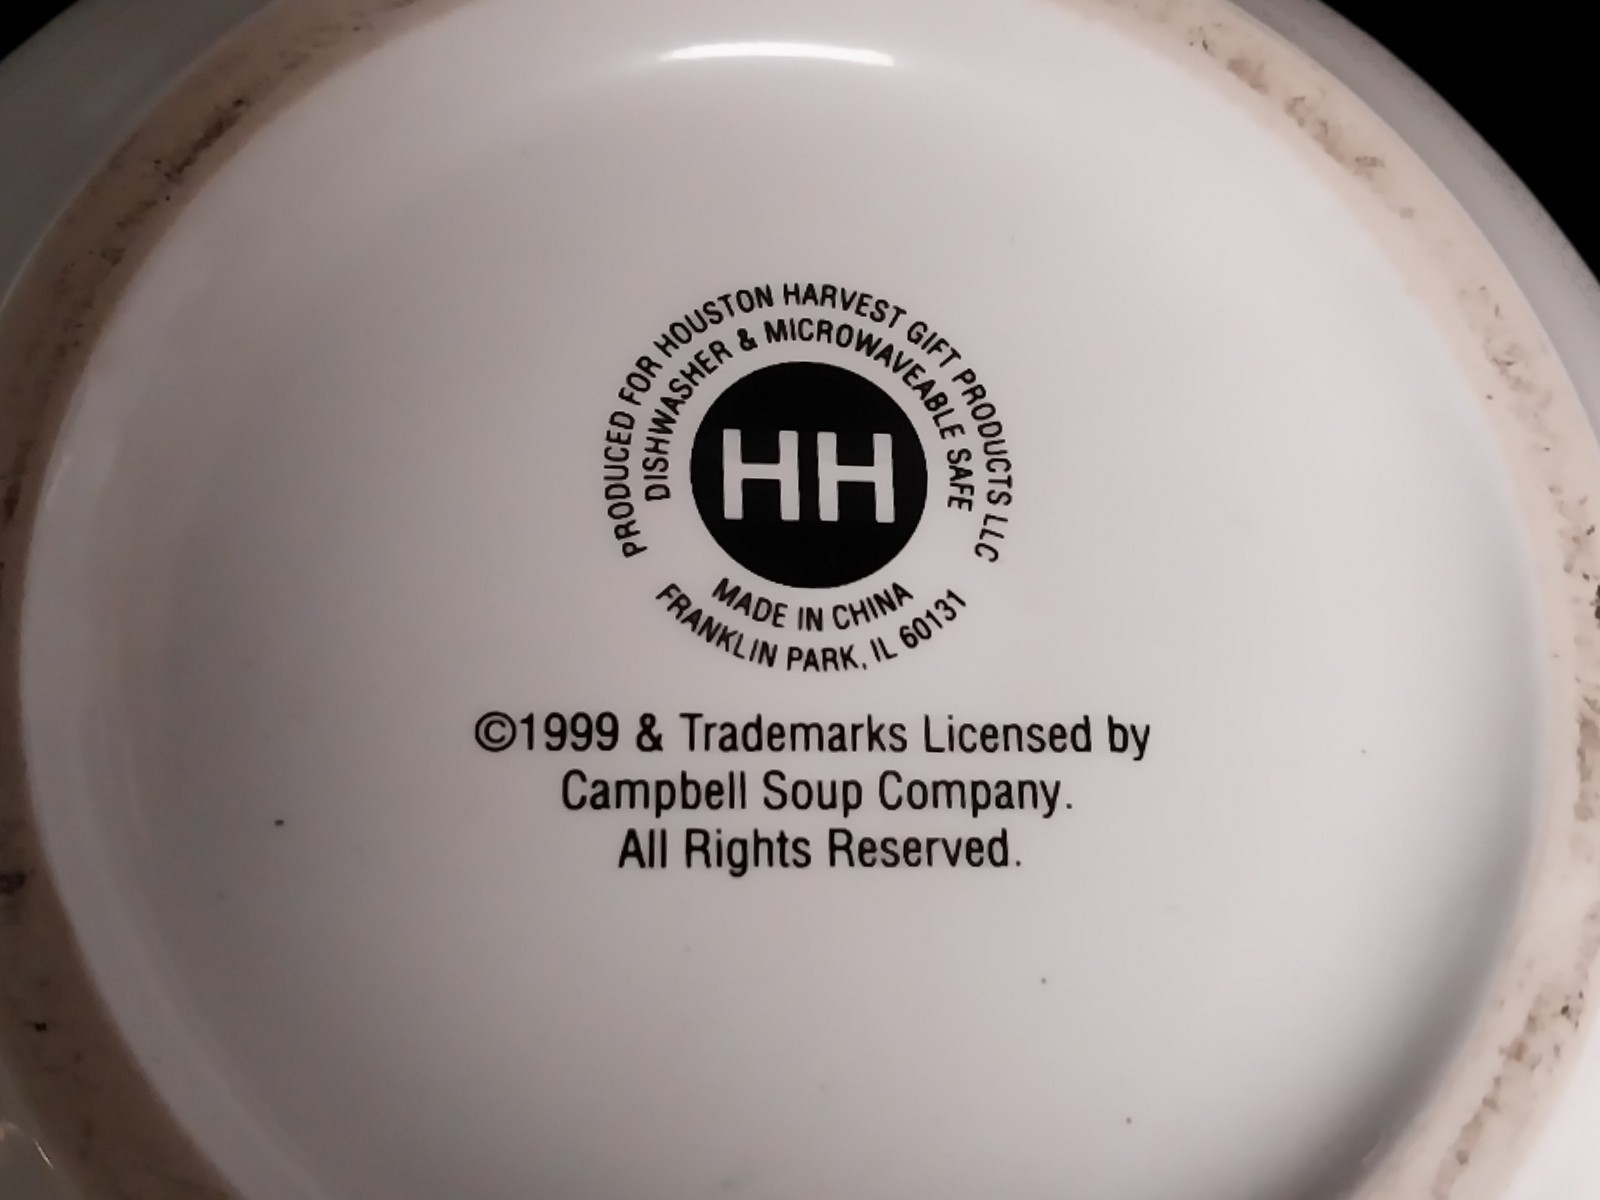 PRODUCED FOR HOUSTON HARVEST GIFT PRODUCTS LLC
DISHWASHER & MICROWAVEABLE SAFE
HH
MADE IN CHINA
FRANKLIN PARK, IL 60131
©1999 & Trademarks Licensed by
Campbell Soup Company.
All Rights Reserved.